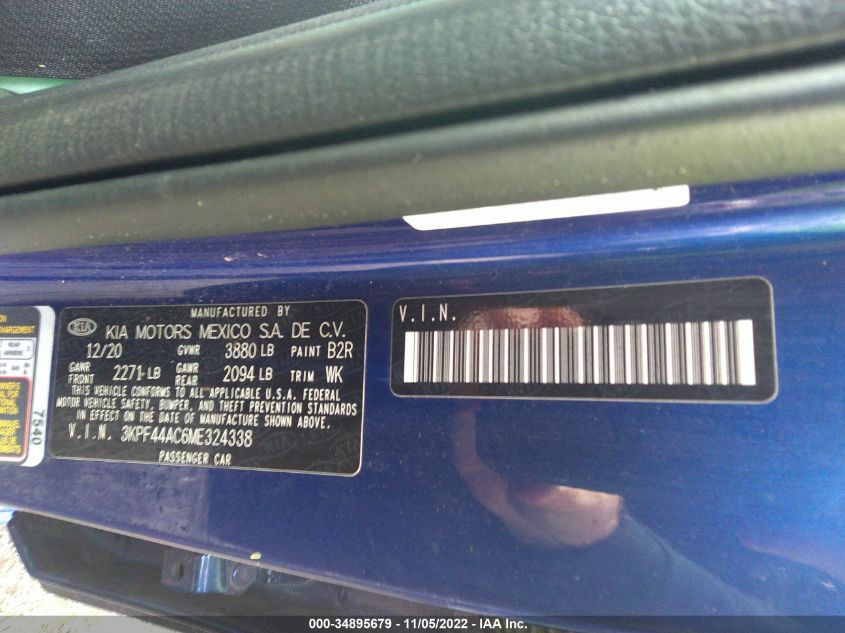 MANUFACTURED BY
KIA KIA MOTORS MEXICO S.A. DE C.V.
12/20 GVWR 3880 LB PAINT B2R
GAWR FRONT 2271 LB GAWR REAR 2094 LB TRIM WK
THIS VEHICLE CONFORMS TO ALL APPLICABLE U.S.A. FEDERAL
MOTOR VEHICLE SAFETY, BUMPER, AND THEFT PREVENTION STANDARDS
IN EFFECT ON THE DATE OF MANUFACTURE SHOWN ABOVE.
V.I.N. 3KPF44AC6ME324338
PASSENGER CAR
V.I.N.
7540
000-34895679 - 11/05/2022 - IAA Inc.